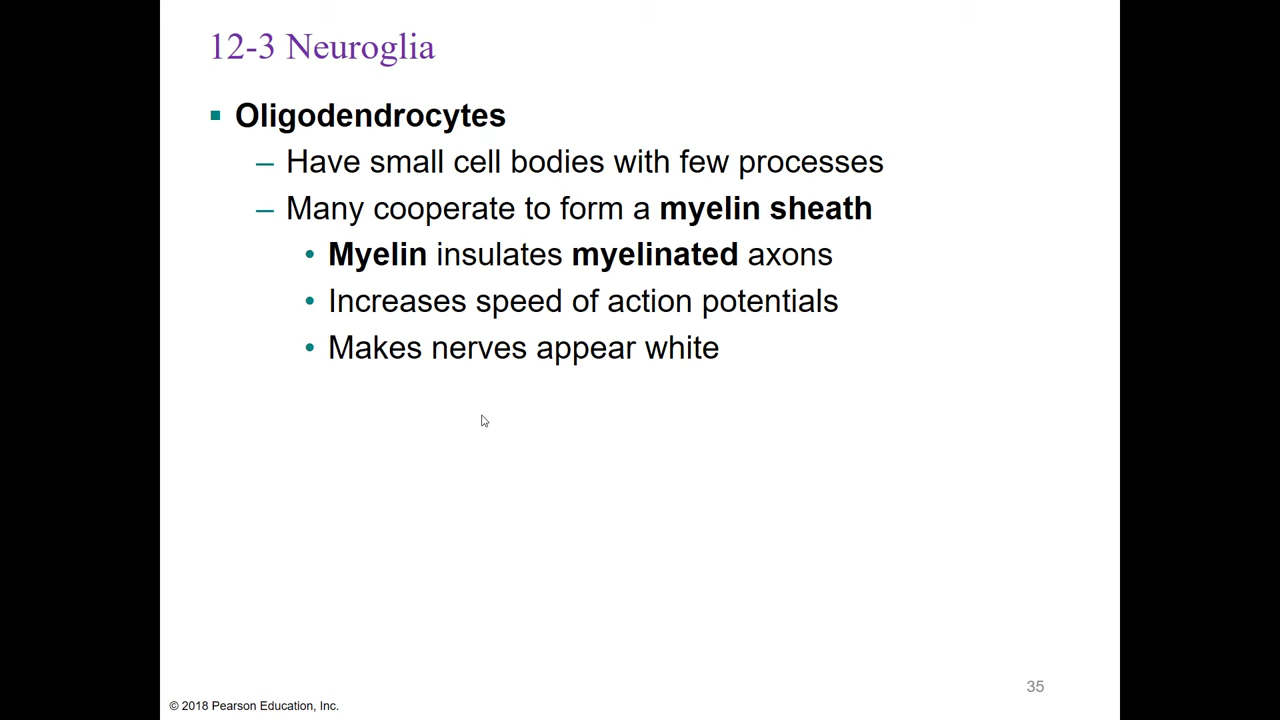 12-3 Neuroglia
▪ Oligodendrocytes
– Have small cell bodies with few processes
– Many cooperate to form a myelin sheath
• Myelin insulates myelinated axons
• Increases speed of action potentials
• Makes nerves appear white
35
© 2018 Pearson Education, Inc.